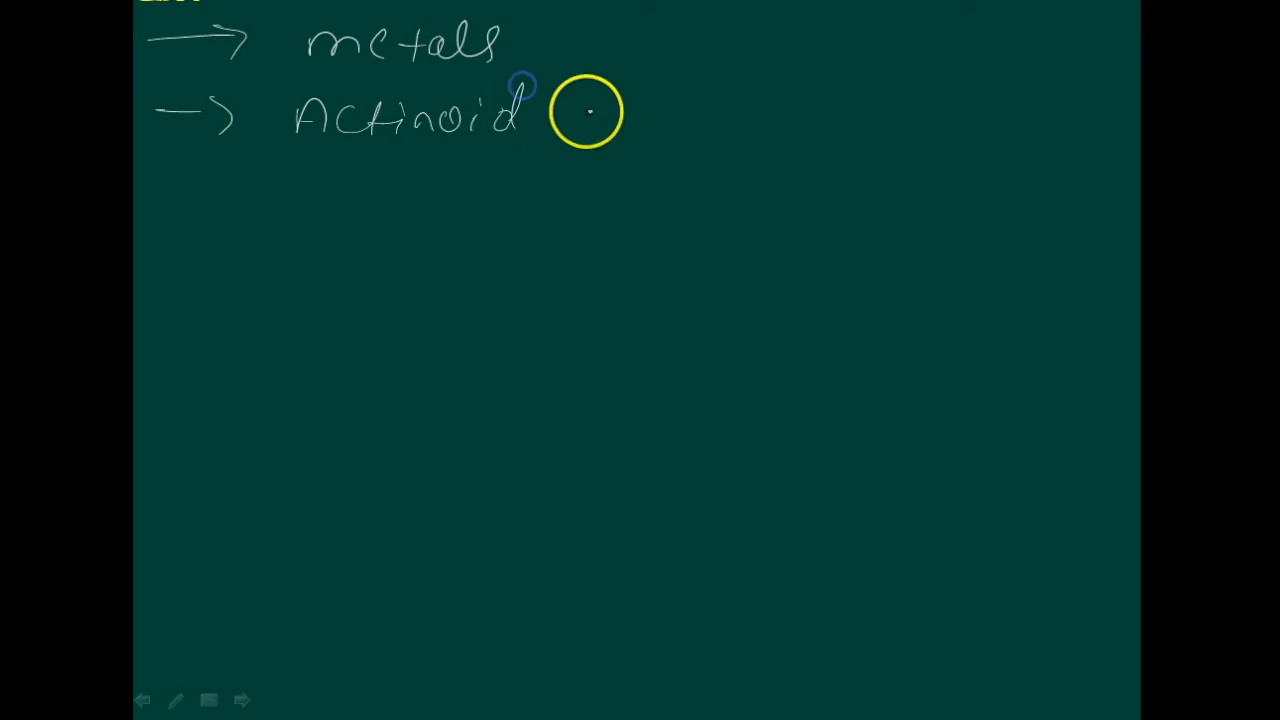 → metals
→ Actinoid